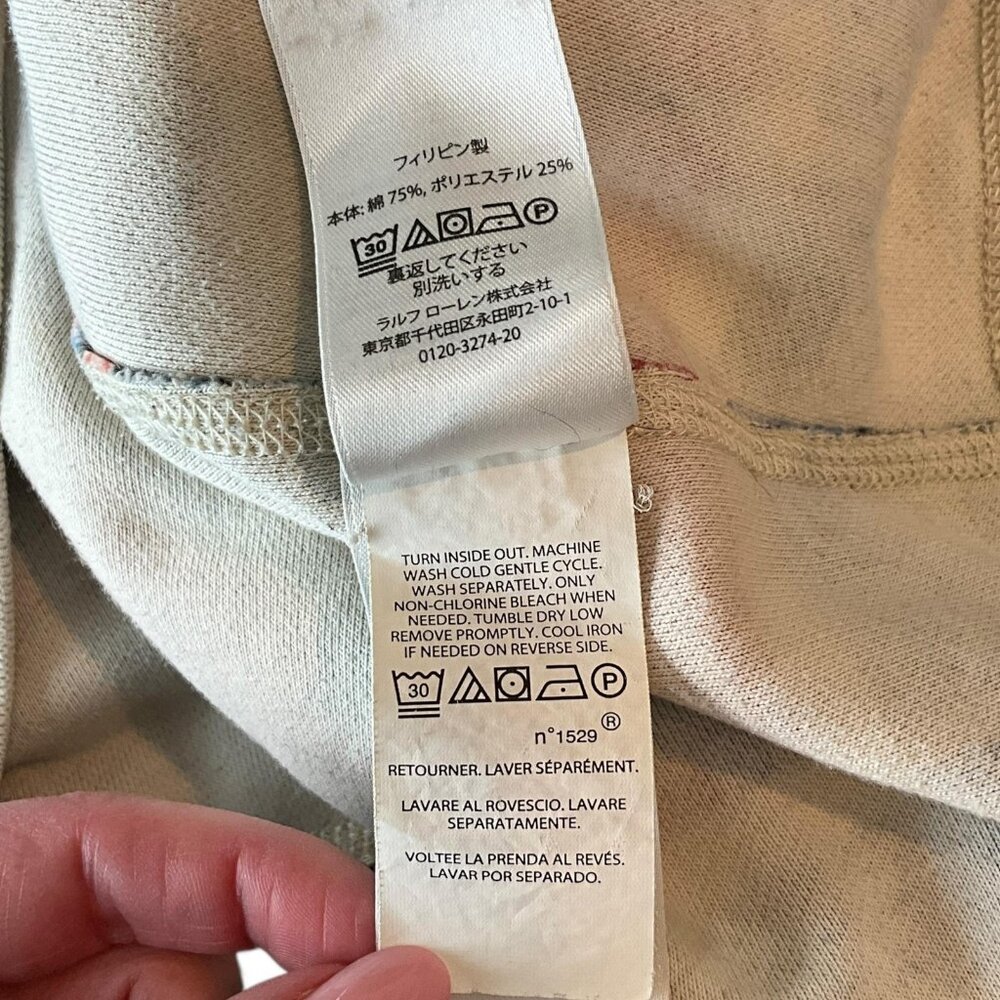 フィリピン製
本体: 綿 75%, ポリエステル 25%
30 P
裏返してください
別洗いする
ラルフ ローレン株式会社
東京都千代田区永田町2-10-1
0120-3274-20
TURN INSIDE OUT. MACHINE
WASH COLD GENTLE CYCLE.
WASH SEPARATELY. ONLY
NON-CHLORINE BLEACH WHEN
NEEDED. TUMBLE DRY LOW
REMOVE PROMPTLY. COOL IRON
IF NEEDED ON REVERSE SIDE.
30 P
n°1529 ®
RETOURNER. LAVER SÉPARÉMENT.
LAVARE AL ROVESCIO. LAVARE
SEPARATAMENTE.
VOLTEE LA PRENDA AL REVÉS.
LAVAR POR SEPARADO.